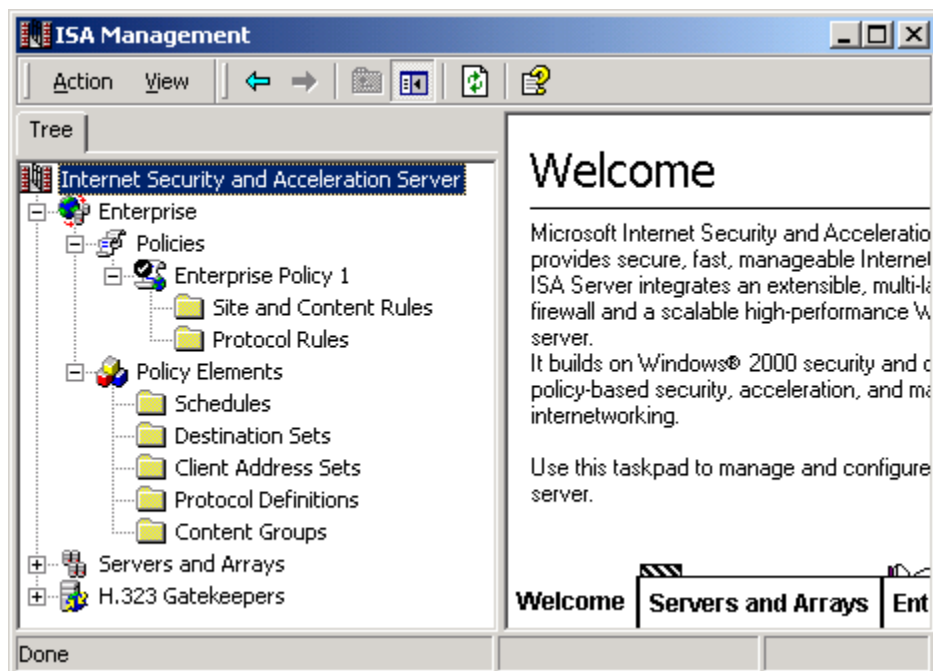 ISA Management
Action View
Tree
Internet Security and Acceleration Server
Enterprise
Policies
Enterprise Policy 1
Site and Content Rules
Protocol Rules
Policy Elements
Schedules
Destination Sets
Client Address Sets
Protocol Definitions
Content Groups
Servers and Arrays
H.323 Gatekeepers
Welcome
Microsoft Internet Security and Acceleratio
provides secure, fast, manageable Internet
ISA Server integrates an extensible, multi-la
firewall and a scalable high-performance W
server.
It builds on Windows® 2000 security and d
policy-based security, acceleration, and ma
internetworking.
Use this taskpad to manage and configure
server.
Welcome Servers and Arrays Ent
Done